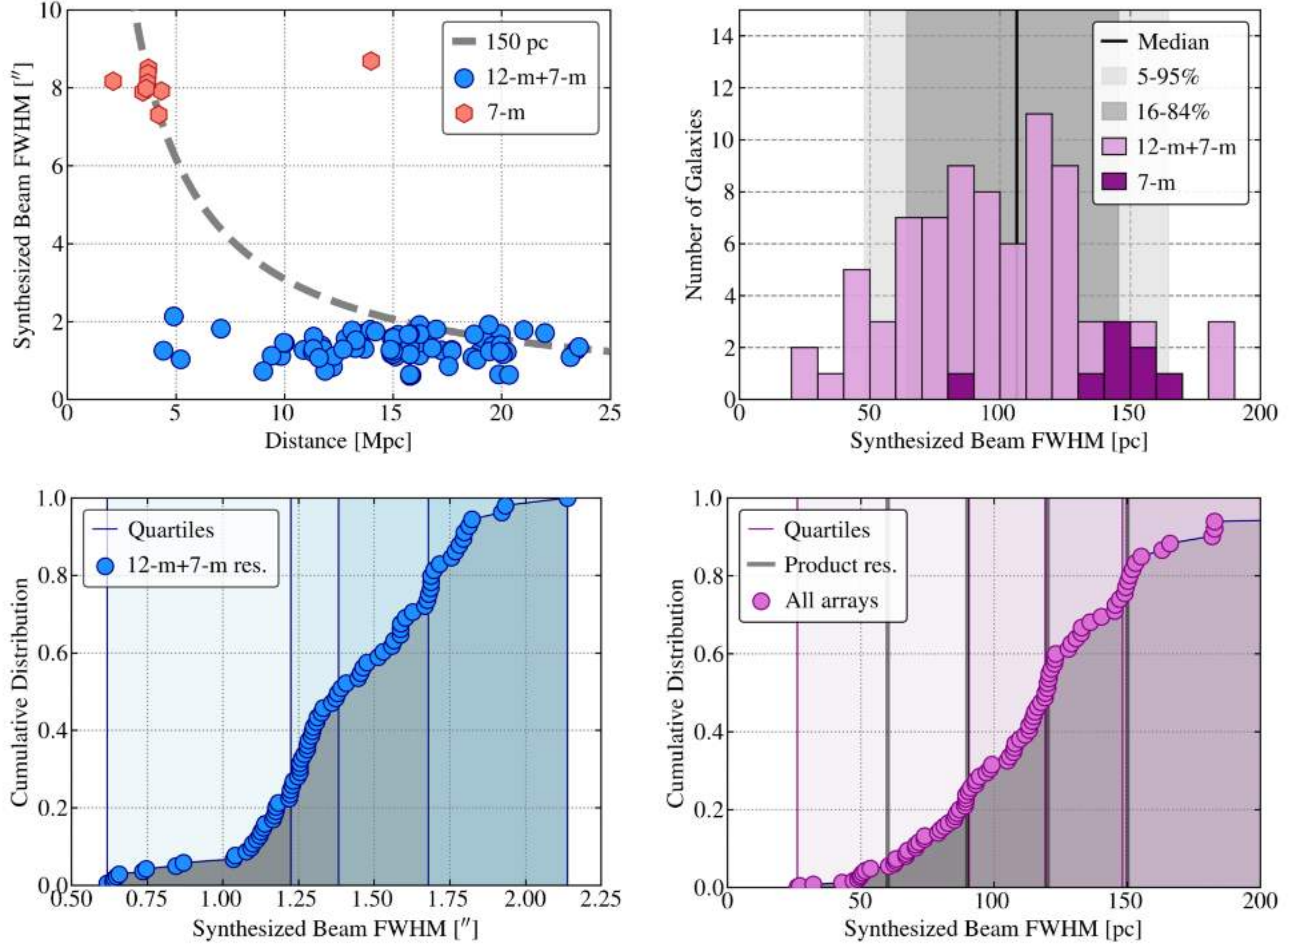 10
8
6
4
2
0
0
5
10
15
20
25
Synthesized Beam FWHM [″]
Distance [Mpc]
150 pc
12-m+7-m
7-m
14
12
10
8
6
4
2
0
0
50
100
150
200
Number of Galaxies
Synthesized Beam FWHM [pc]
Median
5-95%
16-84%
12-m+7-m
7-m
1.0
0.8
0.6
0.4
0.2
0.0
0.50
0.75
1.00
1.25
1.50
1.75
2.00
2.25
Cumulative Distribution
Synthesized Beam FWHM [″]
Quartiles
12-m+7-m res.
1.0
0.8
0.6
0.4
0.2
0.0
0
50
100
150
200
Cumulative Distribution
Synthesized Beam FWHM [pc]
Quartiles
Product res.
All arrays